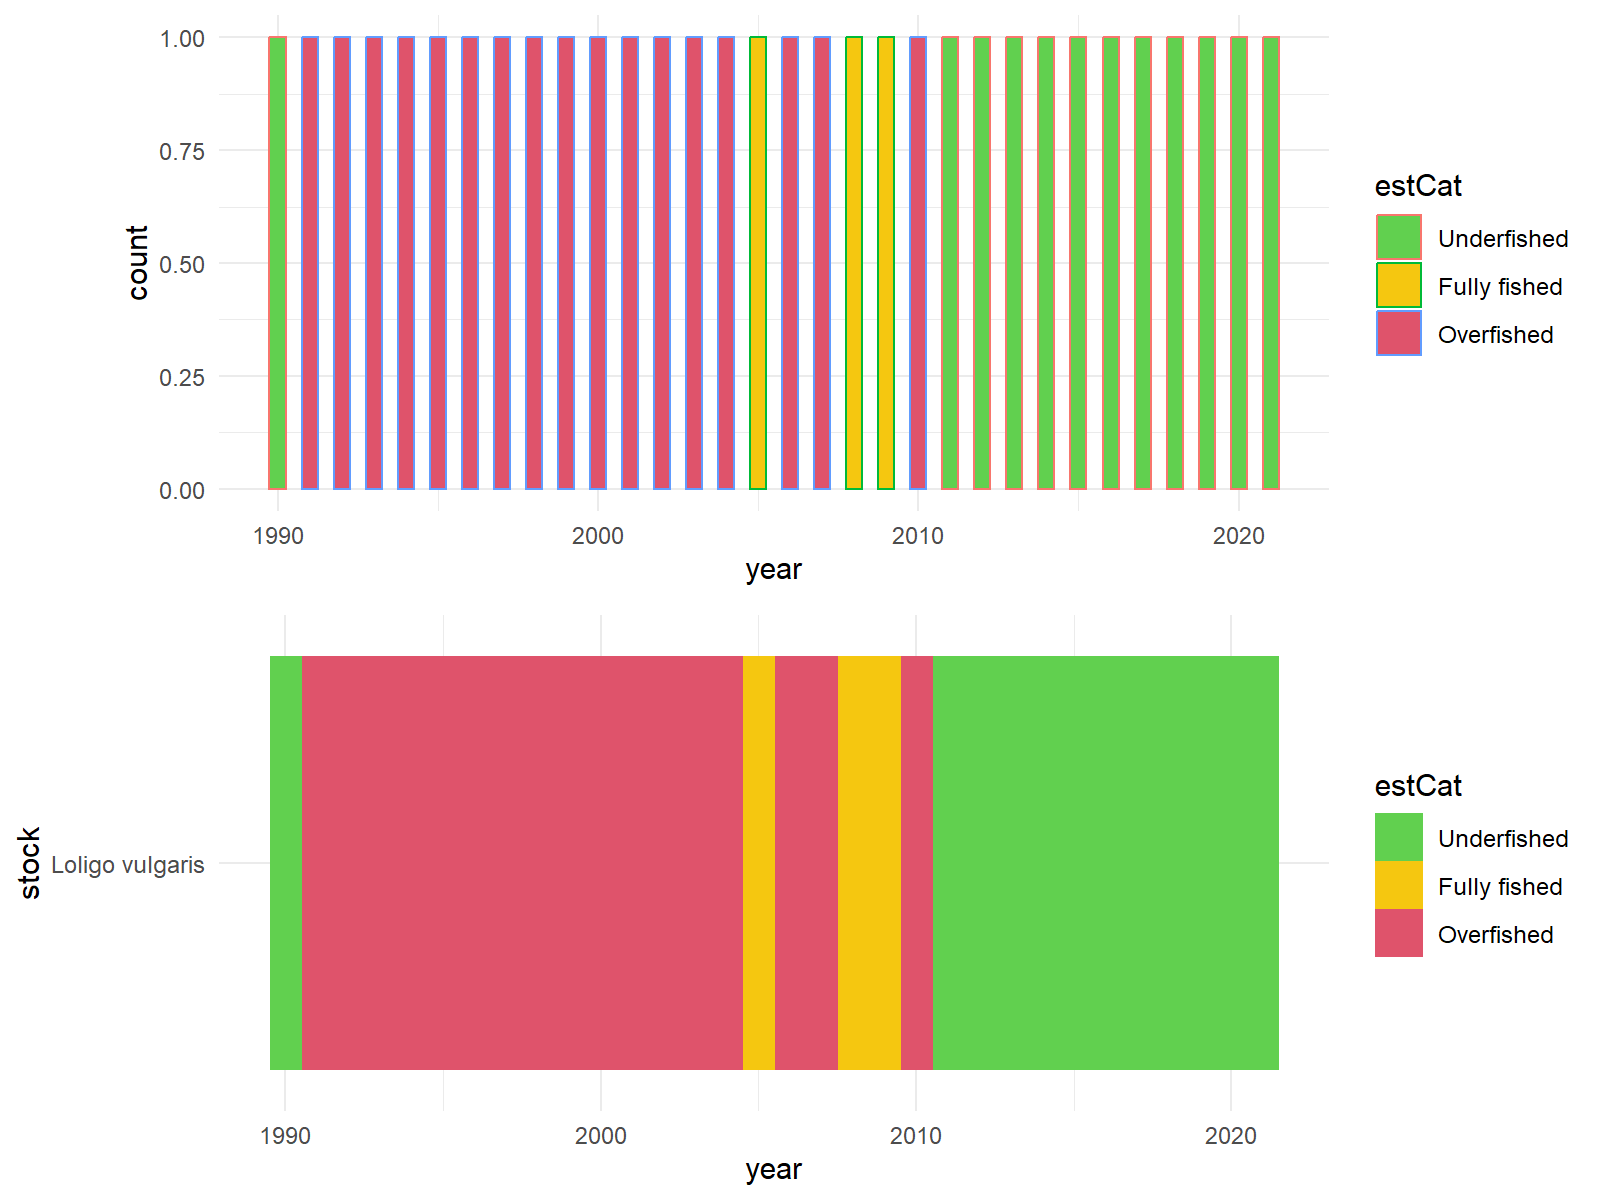 1.00
0.75
0.50
0.25
0.00
count
1990 2000 2010 2020
year
estCat
Underfished
Fully fished
Overfished
stock
Loligo vulgaris
1990 2000 2010 2020
year
estCat
Underfished
Fully fished
Overfished